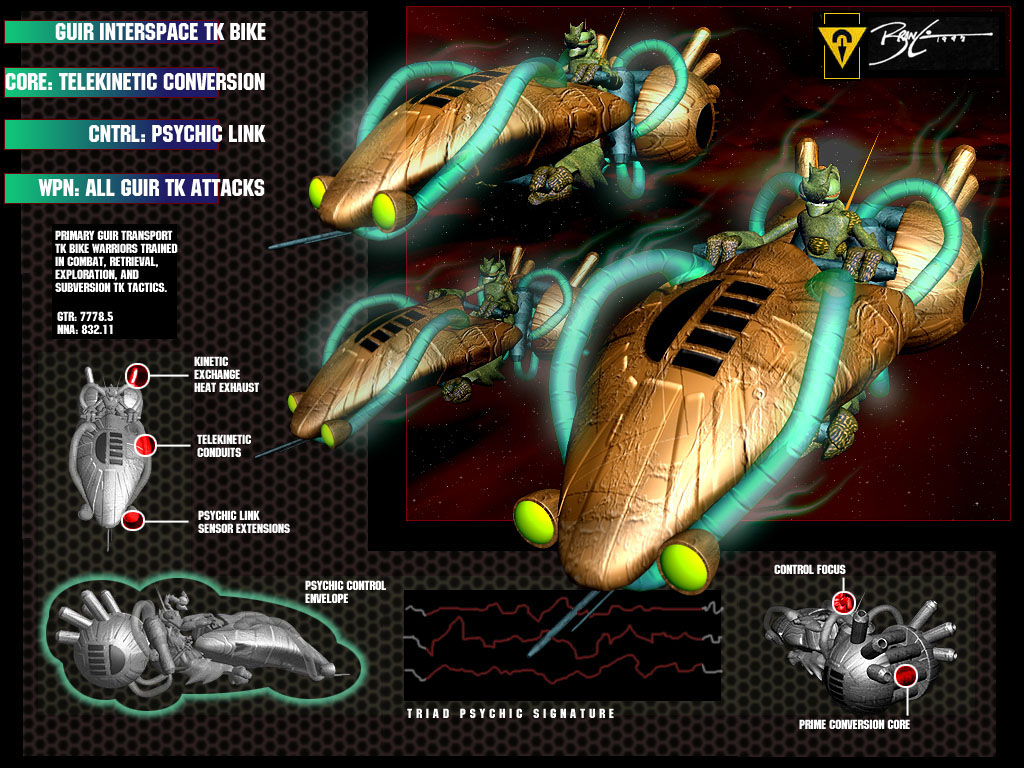 GUIR INTERSPACE TK BIKE
CORE: TELEKINETIC CONVERSION
CNTRL: PSYCHIC LINK
WPN: ALL GUIR TK ATTACKS
PRIMARY GUIR TRANSPORT
TK BIKE WARRIORS TRAINED
IN COMBAT, RETRIEVAL,
EXPLORATION, AND
SUBVERSION TK TACTICS.
GTR: 7778.5
NNA: 832.11
KINETIC
EXCHANGE
HEAT EXHAUST
TELEKINETIC
CONDUITS
PSYCHIC LINK
SENSOR EXTENSIONS
PSYCHIC CONTROL
ENVELOPE
TRIAD PSYCHIC SIGNATURE
CONTROL FOCUS
PRIME CONVERSION CORE